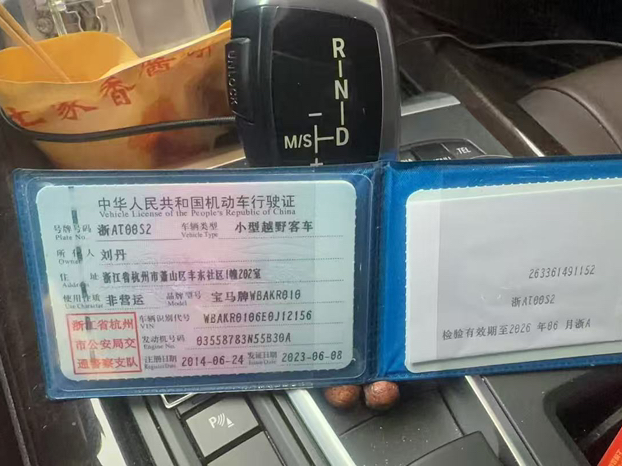 土家香酱
UNLOCK
R
N
D
M/S
−
+
TEL
中华人民共和国机动车行驶证
Vehicle License of the People's Republic of China
号牌号码 浙AT00S2 车辆类型 小型越野客车
Plate No. Vehicle Type
所有人 刘丹
住址 浙江省杭州市萧山区丰东社区1幢202室
使用性质 非营运 品牌型号 宝马牌WBAKR010
Use Character Model
浙江省杭州市公安局交通警察支队
车辆识别代号 WBAKR0106E0J12156
VIN
发动机号码 03558783N55B30A
Engine No.
注册日期 2014-06-24 发证日期 2023-06-08
Register Date Issue Date
263361491152
浙AT00S2
检验有效期至2026年06月浙A
P